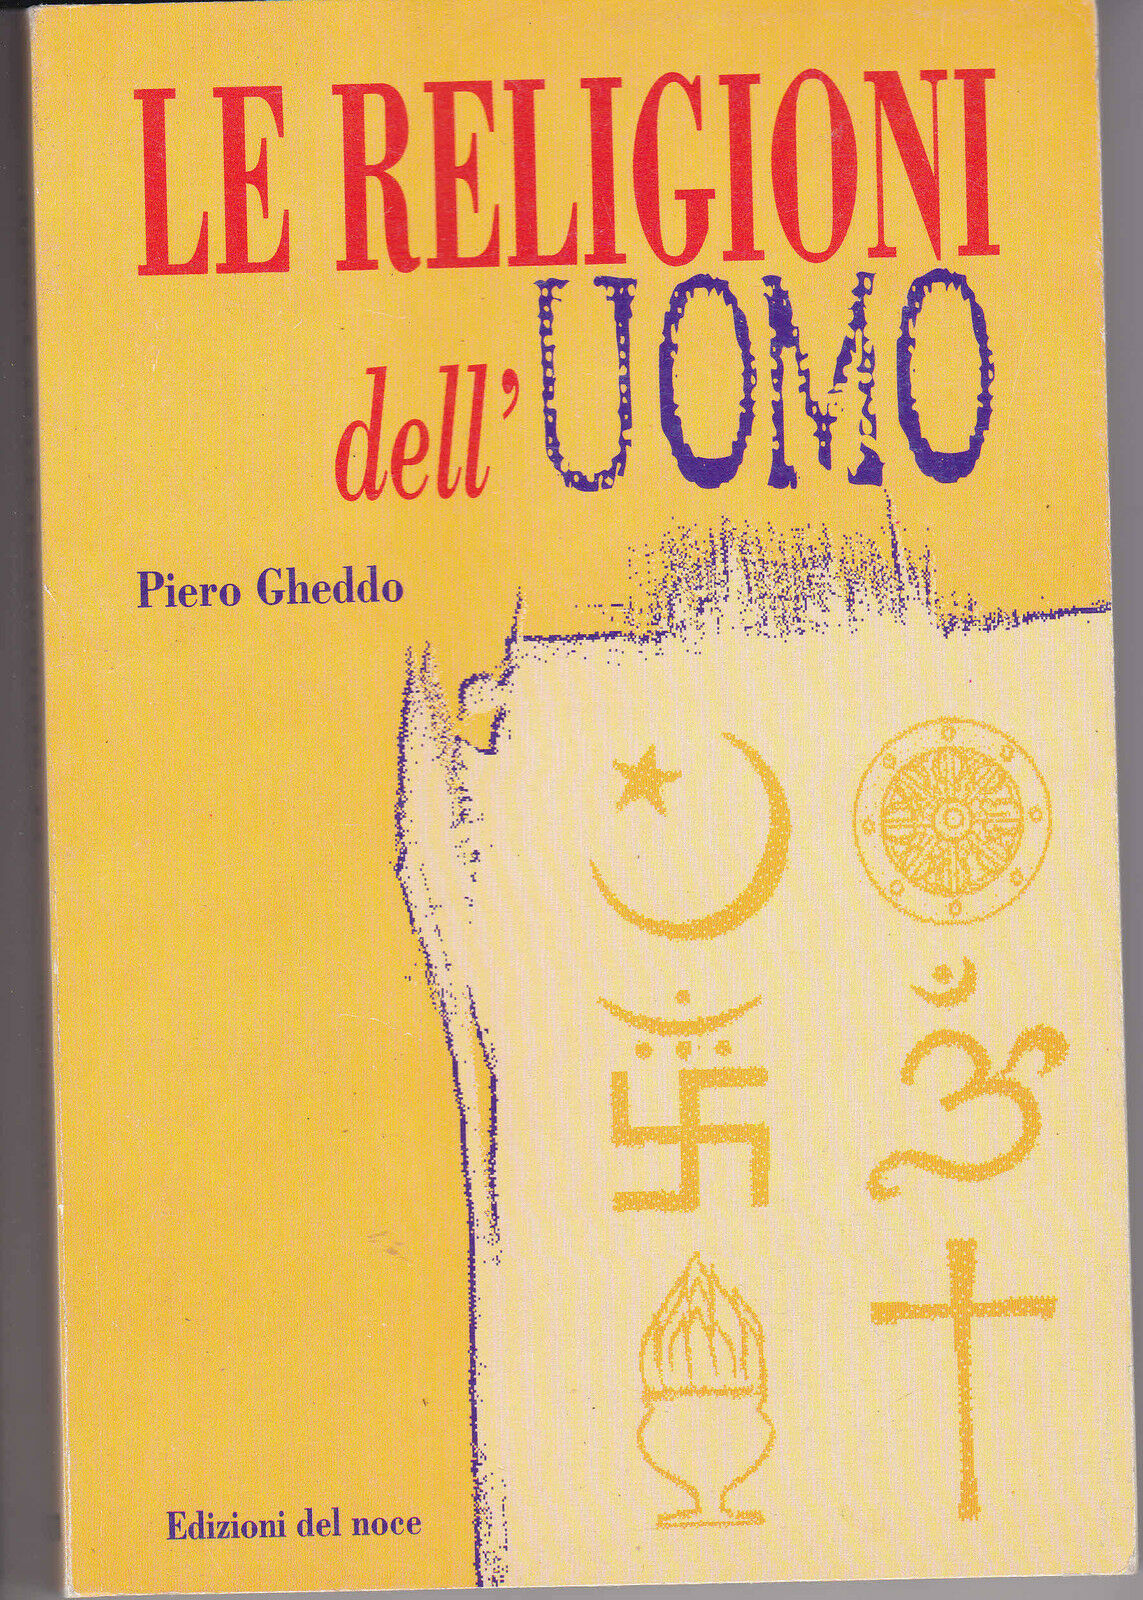 LE RELIGIONI
dell'UOMO
Piero Gheddo
ॐ
Edizioni del noce